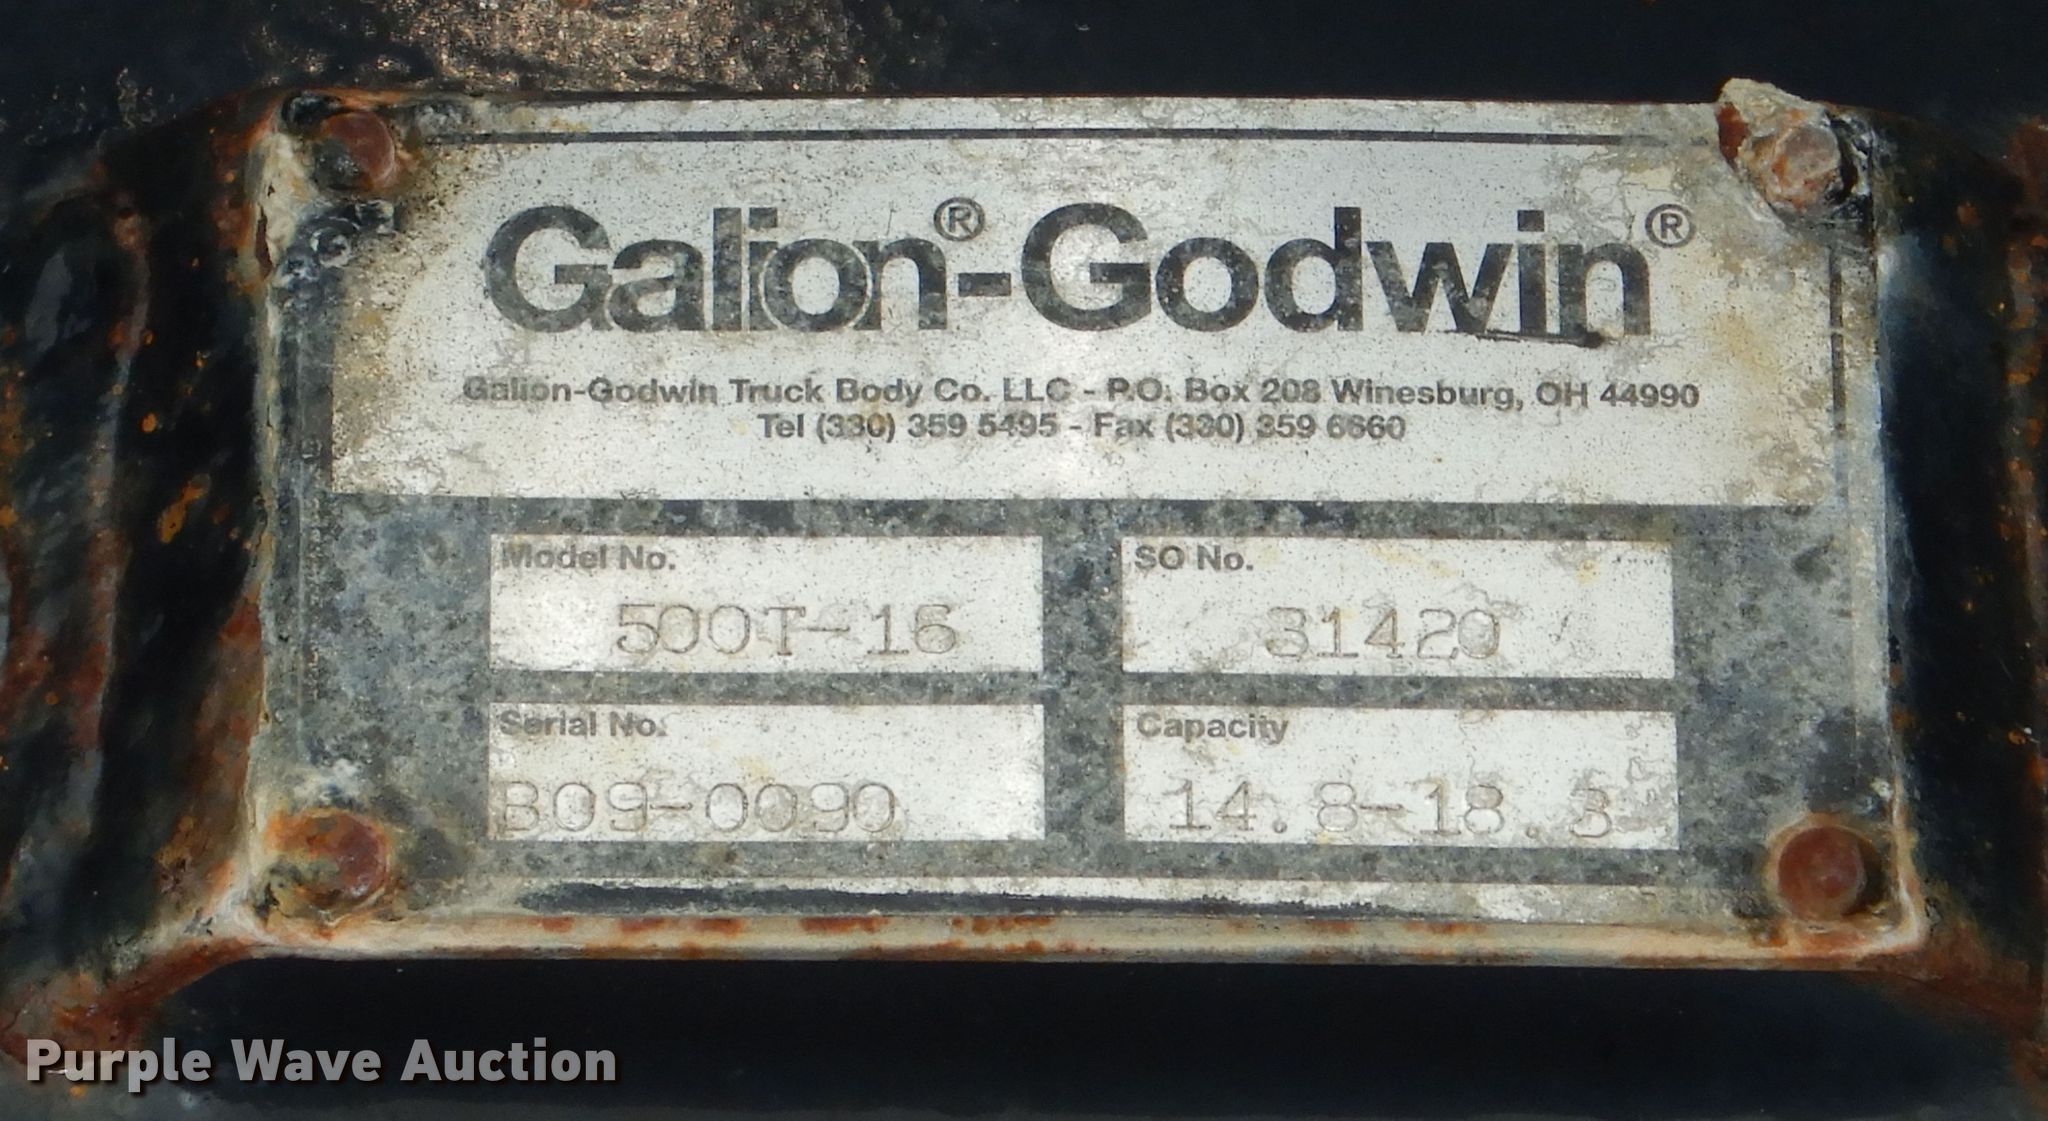 Galion®-Godwin®
Galion-Godwin Truck Body Co. LLC - P.O. Box 208 Winesburg, OH 44990
Tel (330) 359 5495 - Fax (330) 359 6660
Model No.
500T-16
SO No.
31420
Serial No.
B09-0090
Capacity
14.8-18.3
Purple Wave Auction